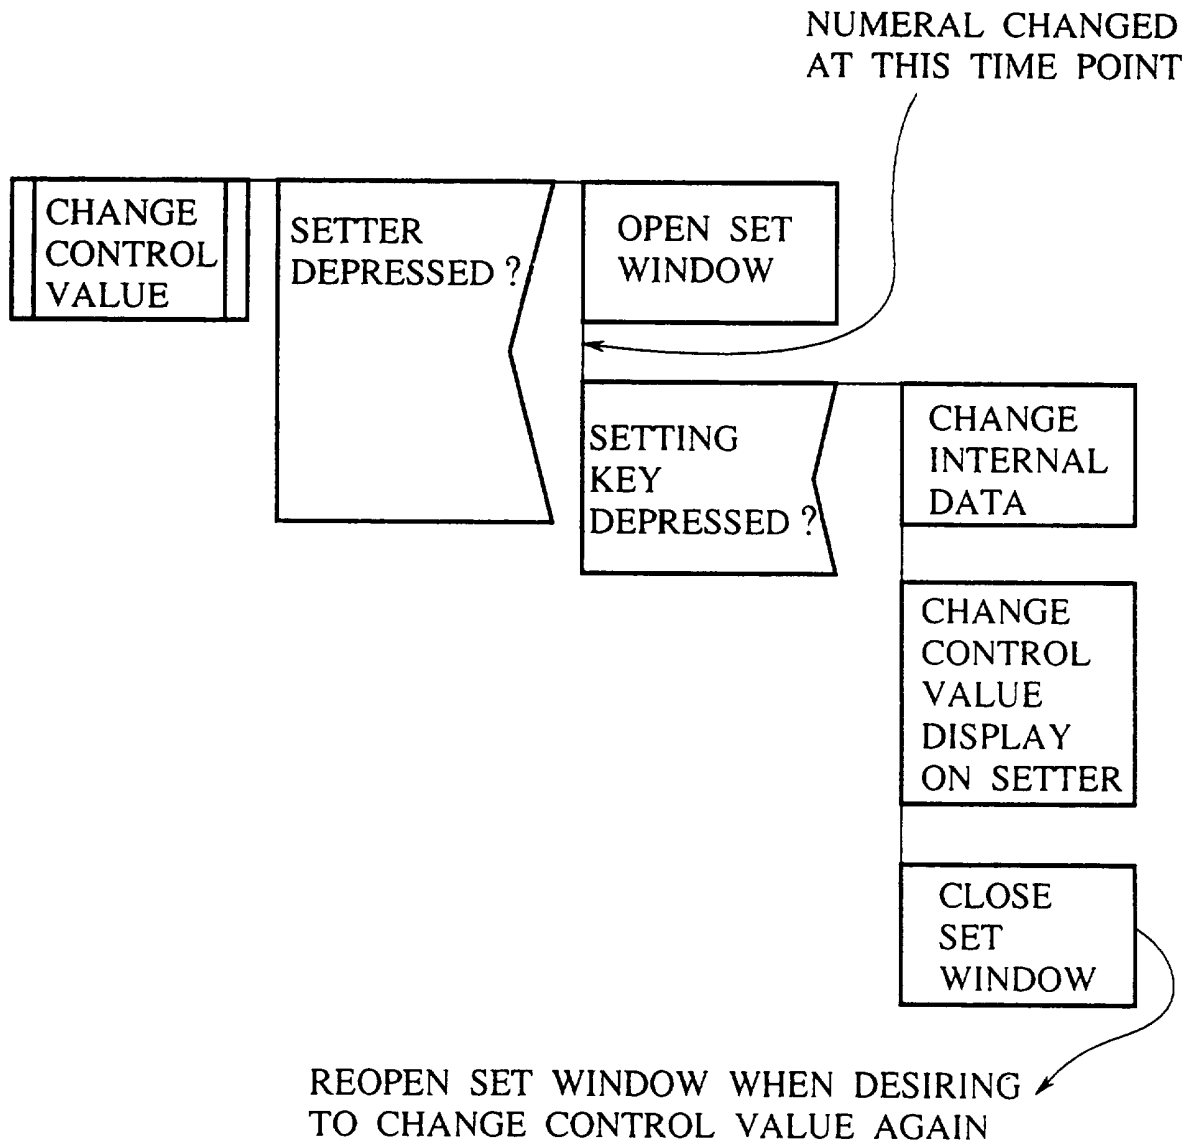 NUMERAL CHANGED
AT THIS TIME POINT
CHANGE
CONTROL
VALUE
SETTER
DEPRESSED ?
OPEN SET
WINDOW
SETTING
KEY
DEPRESSED ?
CHANGE
INTERNAL
DATA
CHANGE
CONTROL
VALUE
DISPLAY
ON SETTER
CLOSE
SET
WINDOW
REOPEN SET WINDOW WHEN DESIRING
TO CHANGE CONTROL VALUE AGAIN